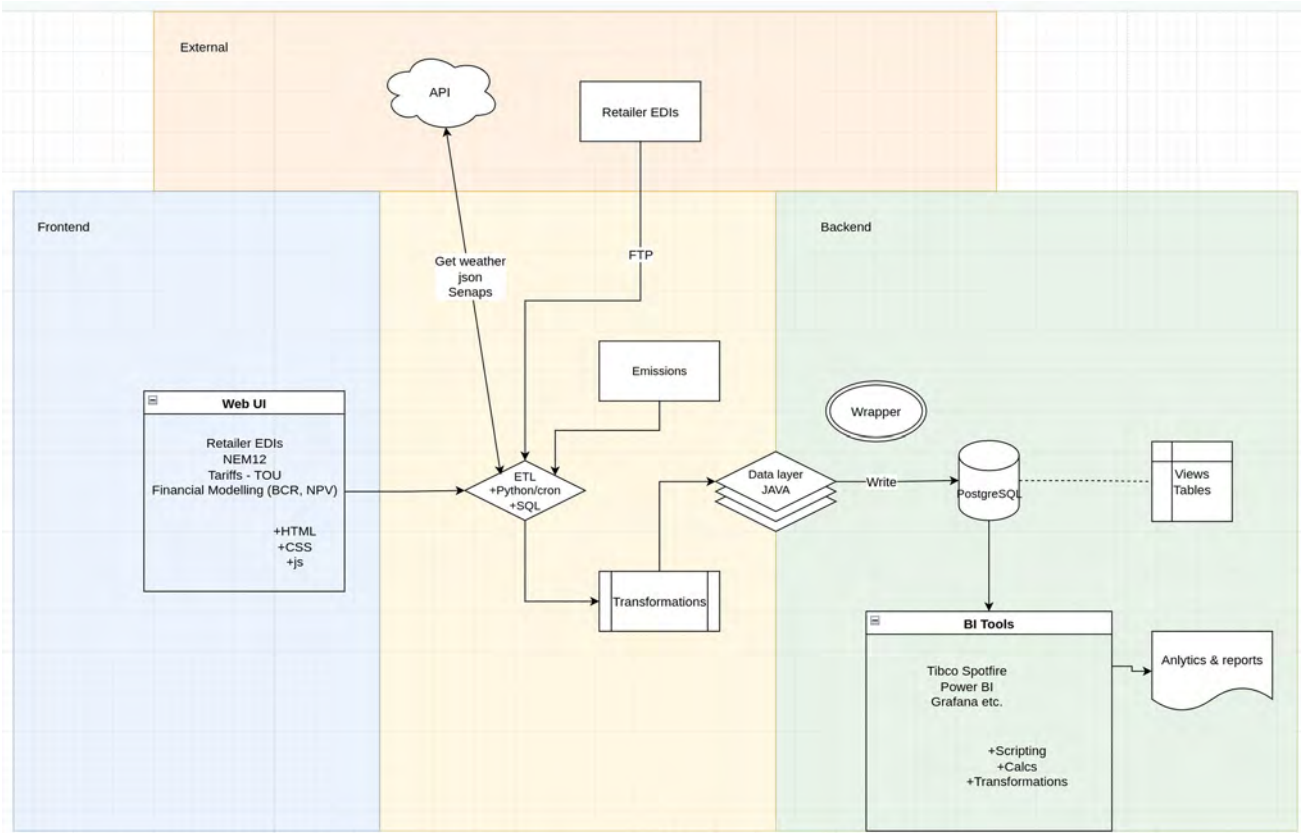 External
API
Retailer EDIs
Frontend
Backend
Get weather
json
Senaps
FTP
Emissions
Web UI
Retailer EDIs
NEM12
Tariffs - TOU
Financial Modelling (BCR, NPV)
+HTML
+CSS
+js
ETL
+Python/cron
+SQL
Transformations
Data layer
JAVA
Wrapper
Write
PostgreSQL
Views
Tables
BI Tools
Tibco Spotfire
Power BI
Grafana etc.
+Scripting
+Calcs
+Transformations
Anlytics & reports